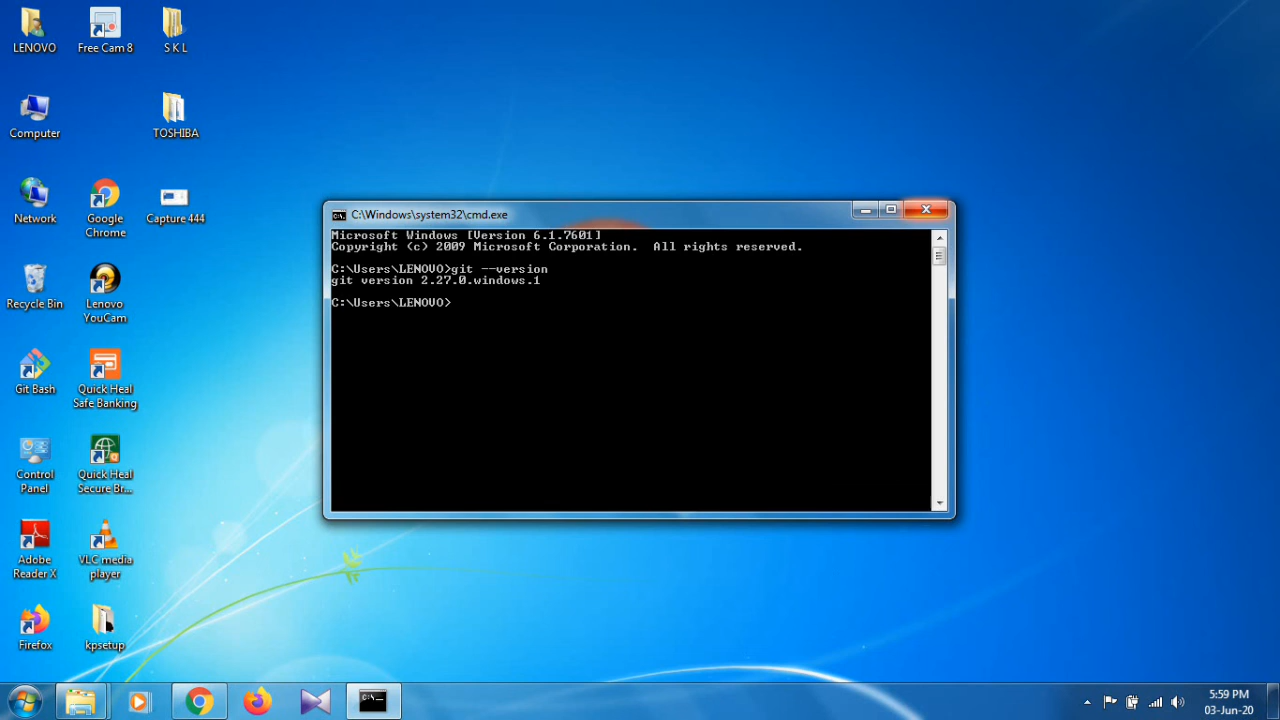 LENOVO
Free Cam 8
S K L
Computer
TOSHIBA
Network
Google
Chrome
Capture 444
Recycle Bin
Lenovo
YouCam
Git Bash
Quick Heal
Safe Banking
Control
Panel
Quick Heal
Secure Br...
Adobe
Reader X
VLC media
player
Firefox
kpsetup
C:\Windows\system32\cmd.exe
Microsoft Windows [Version 6.1.7601]
Copyright (c) 2009 Microsoft Corporation.  All rights reserved.
C:\Users\LENOVO>git --version
git version 2.27.0.windows.1
C:\Users\LENOVO>
5:59 PM
03-Jun-20